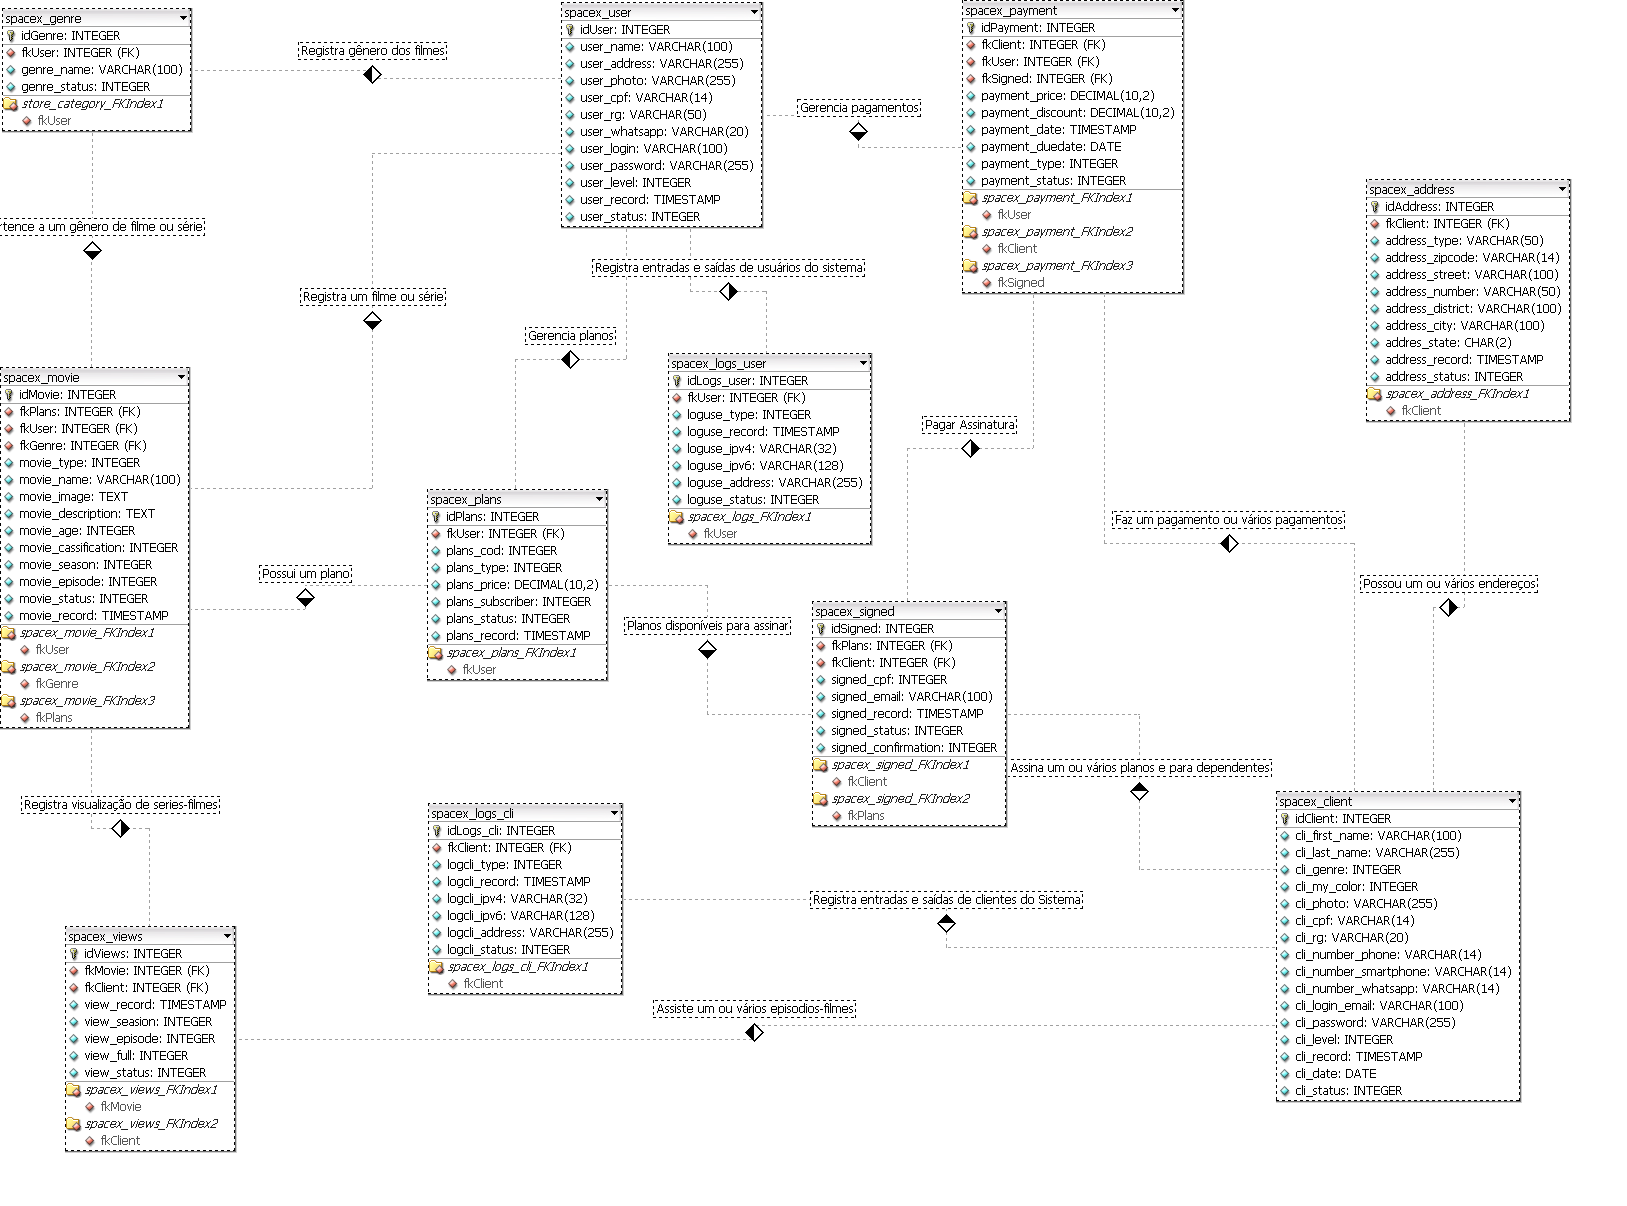 spacex_genre
idGenre: INTEGER
fkUser: INTEGER (FK)
genre_name: VARCHAR(100)
genre_status: INTEGER
store_category_FKIndex1
fkUser
Registra gênero dos filmes
spacex_user
idUser: INTEGER
user_name: VARCHAR(100)
user_address: VARCHAR(255)
user_photo: VARCHAR(255)
user_cpf: VARCHAR(14)
user_rg: VARCHAR(50)
user_whatsapp: VARCHAR(20)
user_login: VARCHAR(100)
user_password: VARCHAR(255)
user_level: INTEGER
user_record: TIMESTAMP
user_status: INTEGER
Gerencia pagamentos
spacex_payment
idPayment: INTEGER
fkClient: INTEGER (FK)
fkUser: INTEGER (FK)
fkSigned: INTEGER (FK)
payment_price: DECIMAL(10,2)
payment_discount: DECIMAL(10,2)
payment_date: TIMESTAMP
payment_duedate: DATE
payment_type: INTEGER
payment_status: INTEGER
spacex_payment_FKIndex1
fkUser
spacex_payment_FKIndex2
fkClient
spacex_payment_FKIndex3
fkSigned
spacex_address
idAddress: INTEGER
fkClient: INTEGER (FK)
address_type: VARCHAR(50)
address_zipcode: VARCHAR(14)
address_street: VARCHAR(100)
address_number: VARCHAR(50)
address_district: VARCHAR(100)
address_city: VARCHAR(100)
addres_state: CHAR(2)
address_record: TIMESTAMP
address_status: INTEGER
spacex_address_FKIndex1
fkClient
rtence a um gênero de filme ou série
Registra um filme ou série
Registra entradas e saídas de usuários do sistema
Gerencia planos
spacex_logs_user
idLogs_user: INTEGER
fkUser: INTEGER (FK)
loguse_type: INTEGER
loguse_record: TIMESTAMP
loguse_ipv4: VARCHAR(32)
loguse_ipv6: VARCHAR(128)
loguse_address: VARCHAR(255)
loguse_status: INTEGER
spacex_logs_FKIndex1
fkUser
spacex_movie
idMovie: INTEGER
fkPlans: INTEGER (FK)
fkUser: INTEGER (FK)
fkGenre: INTEGER (FK)
movie_type: INTEGER
movie_name: VARCHAR(100)
movie_image: TEXT
movie_description: TEXT
movie_age: INTEGER
movie_cassification: INTEGER
movie_season: INTEGER
movie_episode: INTEGER
movie_status: INTEGER
movie_record: TIMESTAMP
spacex_movie_FKIndex1
fkUser
spacex_movie_FKIndex2
fkGenre
spacex_movie_FKIndex3
fkPlans
Possui um plano
spacex_plans
idPlans: INTEGER
fkUser: INTEGER (FK)
plans_cod: INTEGER
plans_type: INTEGER
plans_price: DECIMAL(10,2)
plans_subscriber: INTEGER
plans_status: INTEGER
plans_record: TIMESTAMP
spacex_plans_FKIndex1
fkUser
Pagar Assinatura
Faz um pagamento ou vários pagamentos
Possou um ou vários endereços
Planos disponíveis para assinar
spacex_signed
idSigned: INTEGER
fkPlans: INTEGER (FK)
fkClient: INTEGER (FK)
signed_cpf: INTEGER
signed_email: VARCHAR(100)
signed_record: TIMESTAMP
signed_status: INTEGER
signed_confirmation: INTEGER
spacex_signed_FKIndex1
fkClient
spacex_signed_FKIndex2
fkPlans
Assina um ou vários planos e para dependentes
Registra visualização de series-filmes
spacex_logs_cli
idLogs_cli: INTEGER
fkClient: INTEGER (FK)
logcli_type: INTEGER
logcli_record: TIMESTAMP
logcli_ipv4: VARCHAR(32)
logcli_ipv6: VARCHAR(128)
logcli_address: VARCHAR(255)
logcli_status: INTEGER
spacex_logs_cli_FKIndex1
fkClient
Registra entradas e saídas de clientes do Sistema
spacex_client
idClient: INTEGER
cli_first_name: VARCHAR(100)
cli_last_name: VARCHAR(255)
cli_genre: INTEGER
cli_my_color: INTEGER
cli_photo: VARCHAR(255)
cli_cpf: VARCHAR(14)
cli_rg: VARCHAR(20)
cli_number_phone: VARCHAR(14)
cli_number_smartphone: VARCHAR(14)
cli_number_whatsapp: VARCHAR(14)
cli_login_email: VARCHAR(100)
cli_password: VARCHAR(255)
cli_level: INTEGER
cli_record: TIMESTAMP
cli_date: DATE
cli_status: INTEGER
spacex_views
idViews: INTEGER
fkMovie: INTEGER (FK)
fkClient: INTEGER (FK)
view_record: TIMESTAMP
view_seasion: INTEGER
view_episode: INTEGER
view_full: INTEGER
view_status: INTEGER
spacex_views_FKIndex1
fkMovie
spacex_views_FKIndex2
fkClient
Assiste um ou vários episodios-filmes